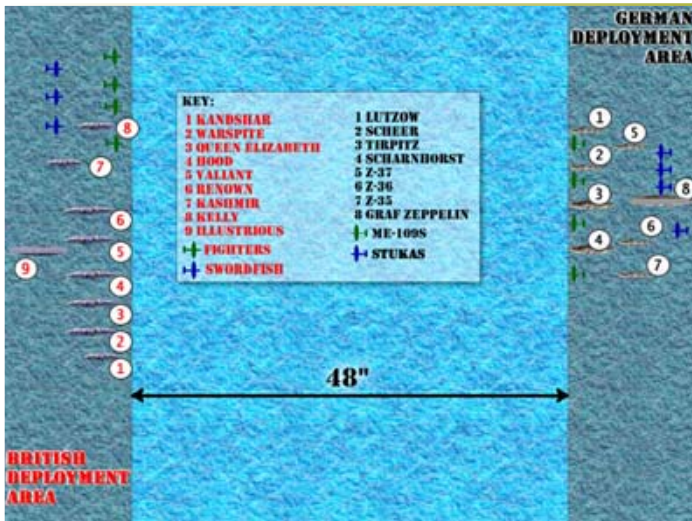 GERMAN
DEPLOYMENT
AREA
KEY:
1 KANDSHAR
2 WARSPITE
3 QUEEN ELIZABETH
4 HOOD
5 VALIANT
6 RENOWN
7 KASHMIR
8 KELLY
9 ILLUSTRIOUS
FIGHTERS
SWORDFISH
1 LUTZOW
2 SCHEER
3 TIRPITZ
4 SCHARNHORST
5 Z-37
6 Z-36
7 Z-35
8 GRAF ZEPPELIN
ME-109S
STUKAS
8
7
6
5
9
4
3
2
1
1
5
2
8
3
6
4
7
48"
BRITISH
DEPLOYMENT
AREA